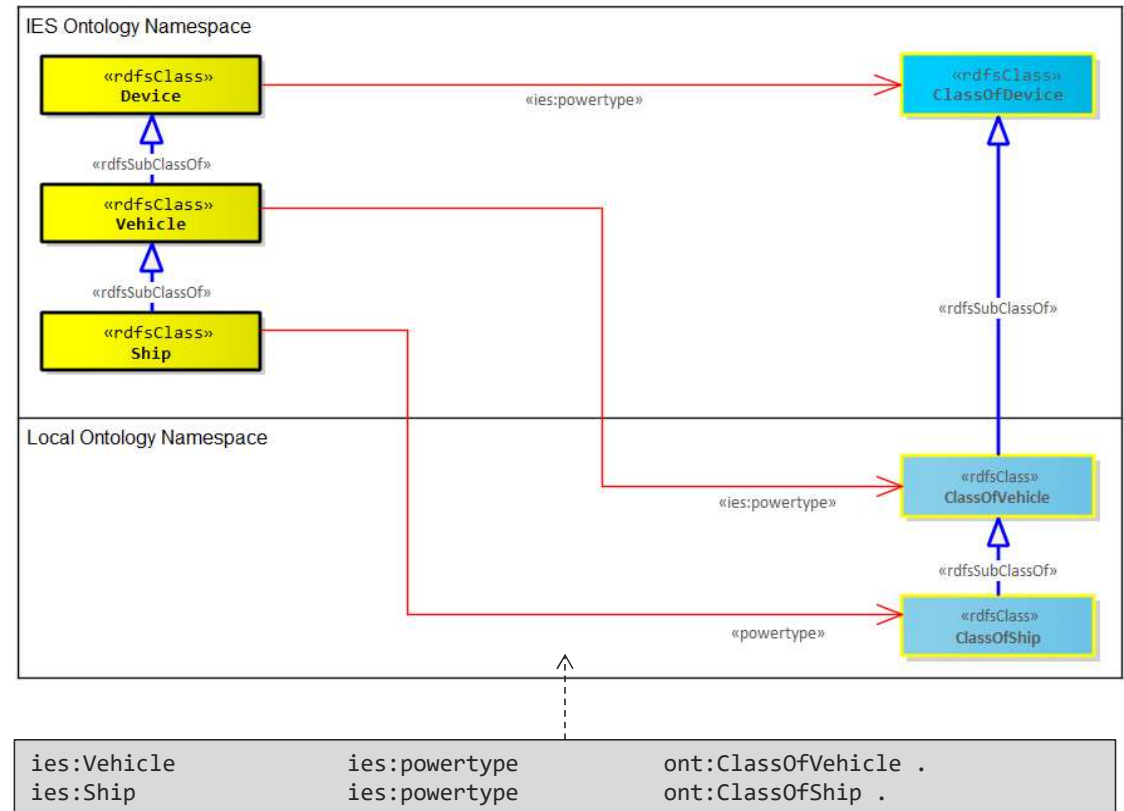 IES Ontology Namespace
«rdfsClass»
Device
«ies:powertype»
«rdfsClass»
ClassOfDevice
«rdfsSubClassOf»
«rdfsClass»
Vehicle
«rdfsSubClassOf»
«rdfsSubClassOf»
«rdfsClass»
Ship
Local Ontology Namespace
«rdfsClass»
ClassOfVehicle
«ies:powertype»
«rdfsSubClassOf»
«rdfsClass»
ClassOfShip
«powertype»
ies:Vehicle ies:powertype ont:ClassOfVehicle .
ies:Ship ies:powertype ont:ClassOfShip .